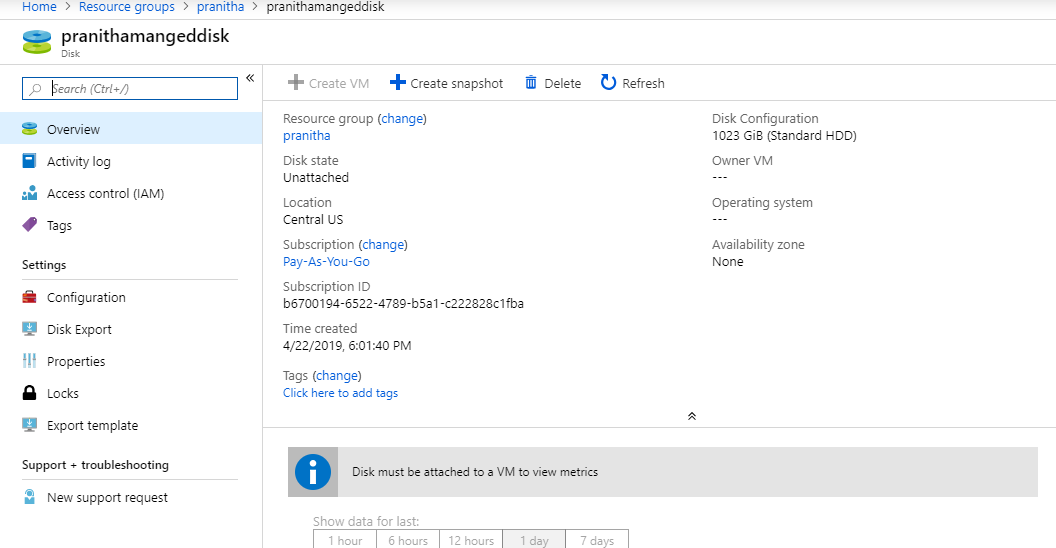 Home > Resource groups > pranitha > pranithamangeddisk
pranithamangeddisk
Disk
Search (Ctrl+/)
«
Overview
Activity log
Access control (IAM)
Tags
Settings
Configuration
Disk Export
Properties
Locks
Export template
Support + troubleshooting
New support request
Create VM Create snapshot Delete Refresh
Resource group (change)
pranitha
Disk state
Unattached
Location
Central US
Subscription (change)
Pay-As-You-Go
Subscription ID
b6700194-6522-4789-b5a1-c222828c1fba
Time created
4/22/2019, 6:01:40 PM
Tags (change)
Click here to add tags
Disk Configuration
1023 GiB (Standard HDD)
Owner VM
---
Operating system
---
Availability zone
None
Disk must be attached to a VM to view metrics
Show data for last:
1 hour 6 hours 12 hours 1 day 7 days